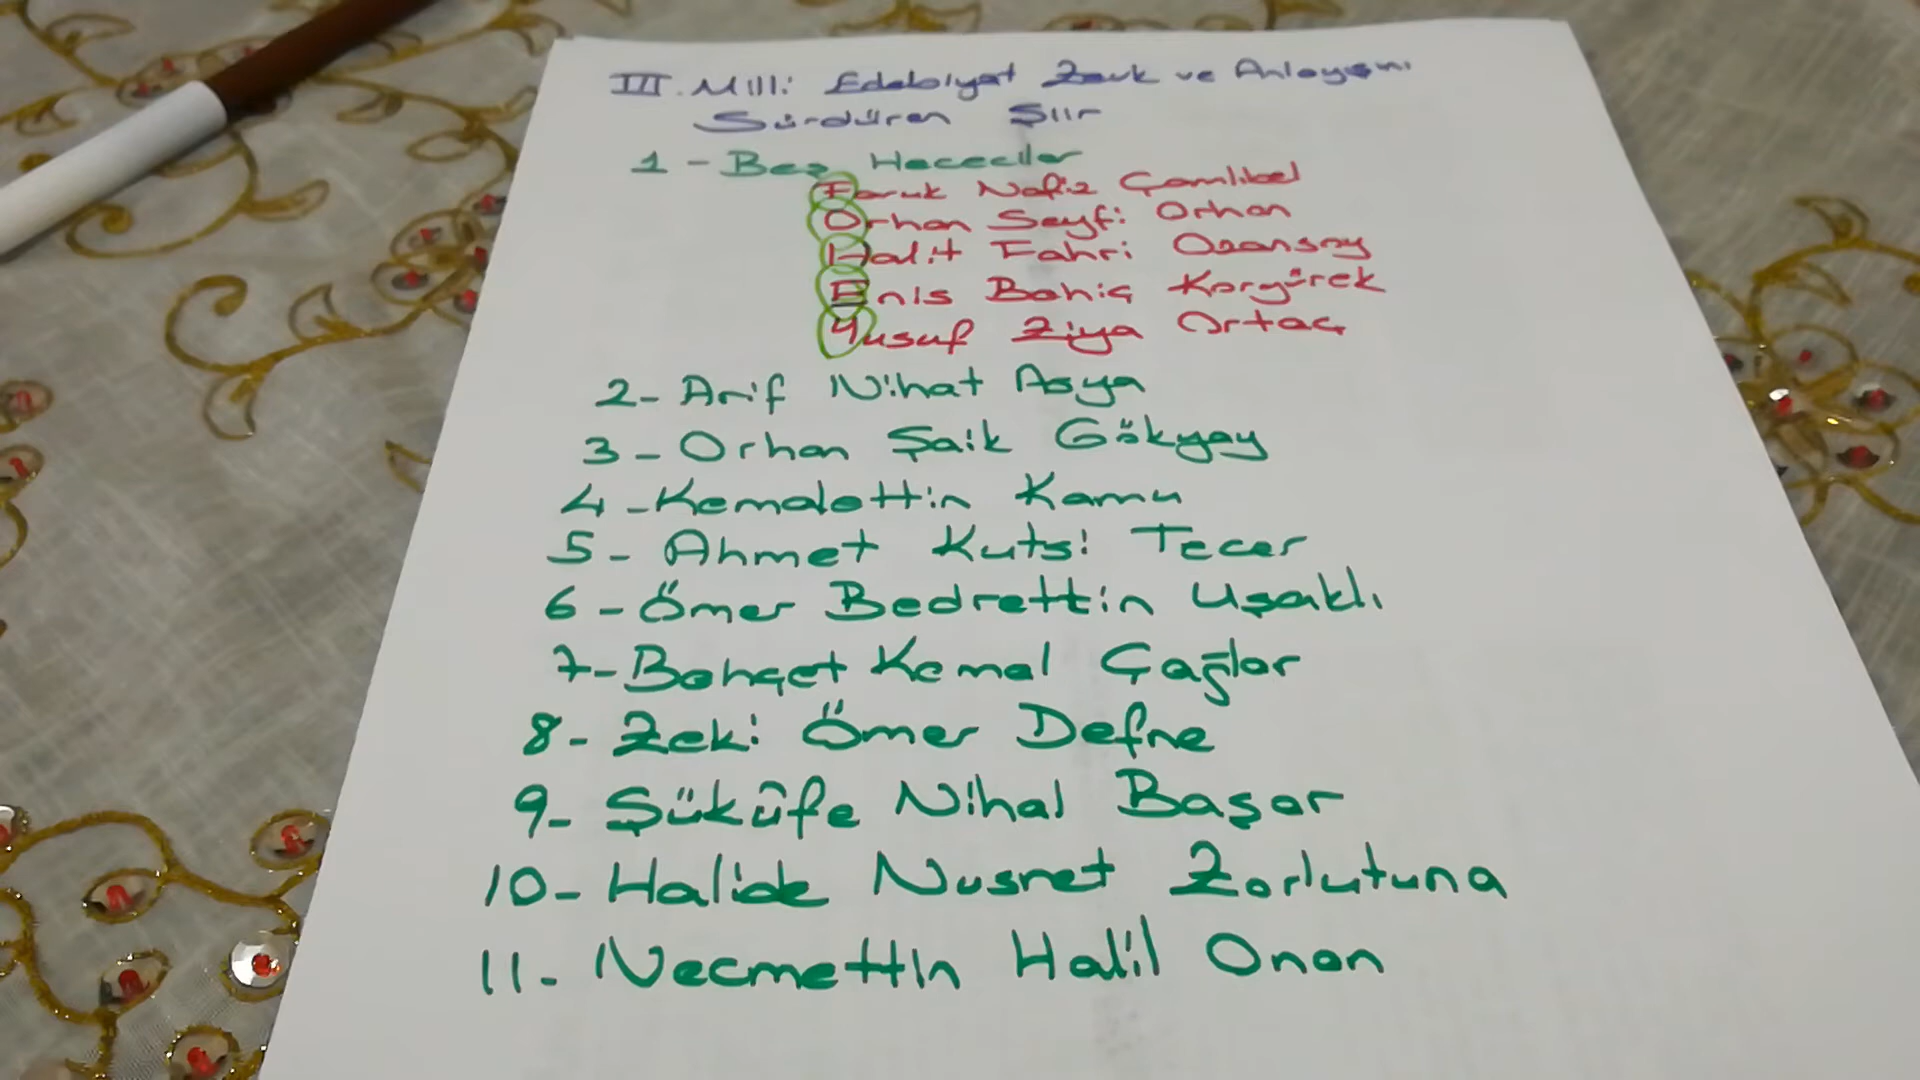 III. Milli Edebiyat Zevk ve Anlayışını
Sürdüren Şiir
1 - Beş Hececiler
Faruk Nafiz Çamlıbel
Orhan Seyfi Orhon
Halit Fahri Ozansoy
Enis Behiç Koryürek
Yusuf Ziya Ortaç
2- Arif Nihat Asya
3- Orhan Şaik Gökyay
4- Kemalettin Kamu
5- Ahmet Kutsi Tecer
6- Ömer Bedrettin Uşaklı
7- Behçet Kemal Çağlar
8- Zeki Ömer Defne
9- Şükûfe Nihal Başar
10- Halide Nusret Zorlutuna
11- Necmettin Halil Onan